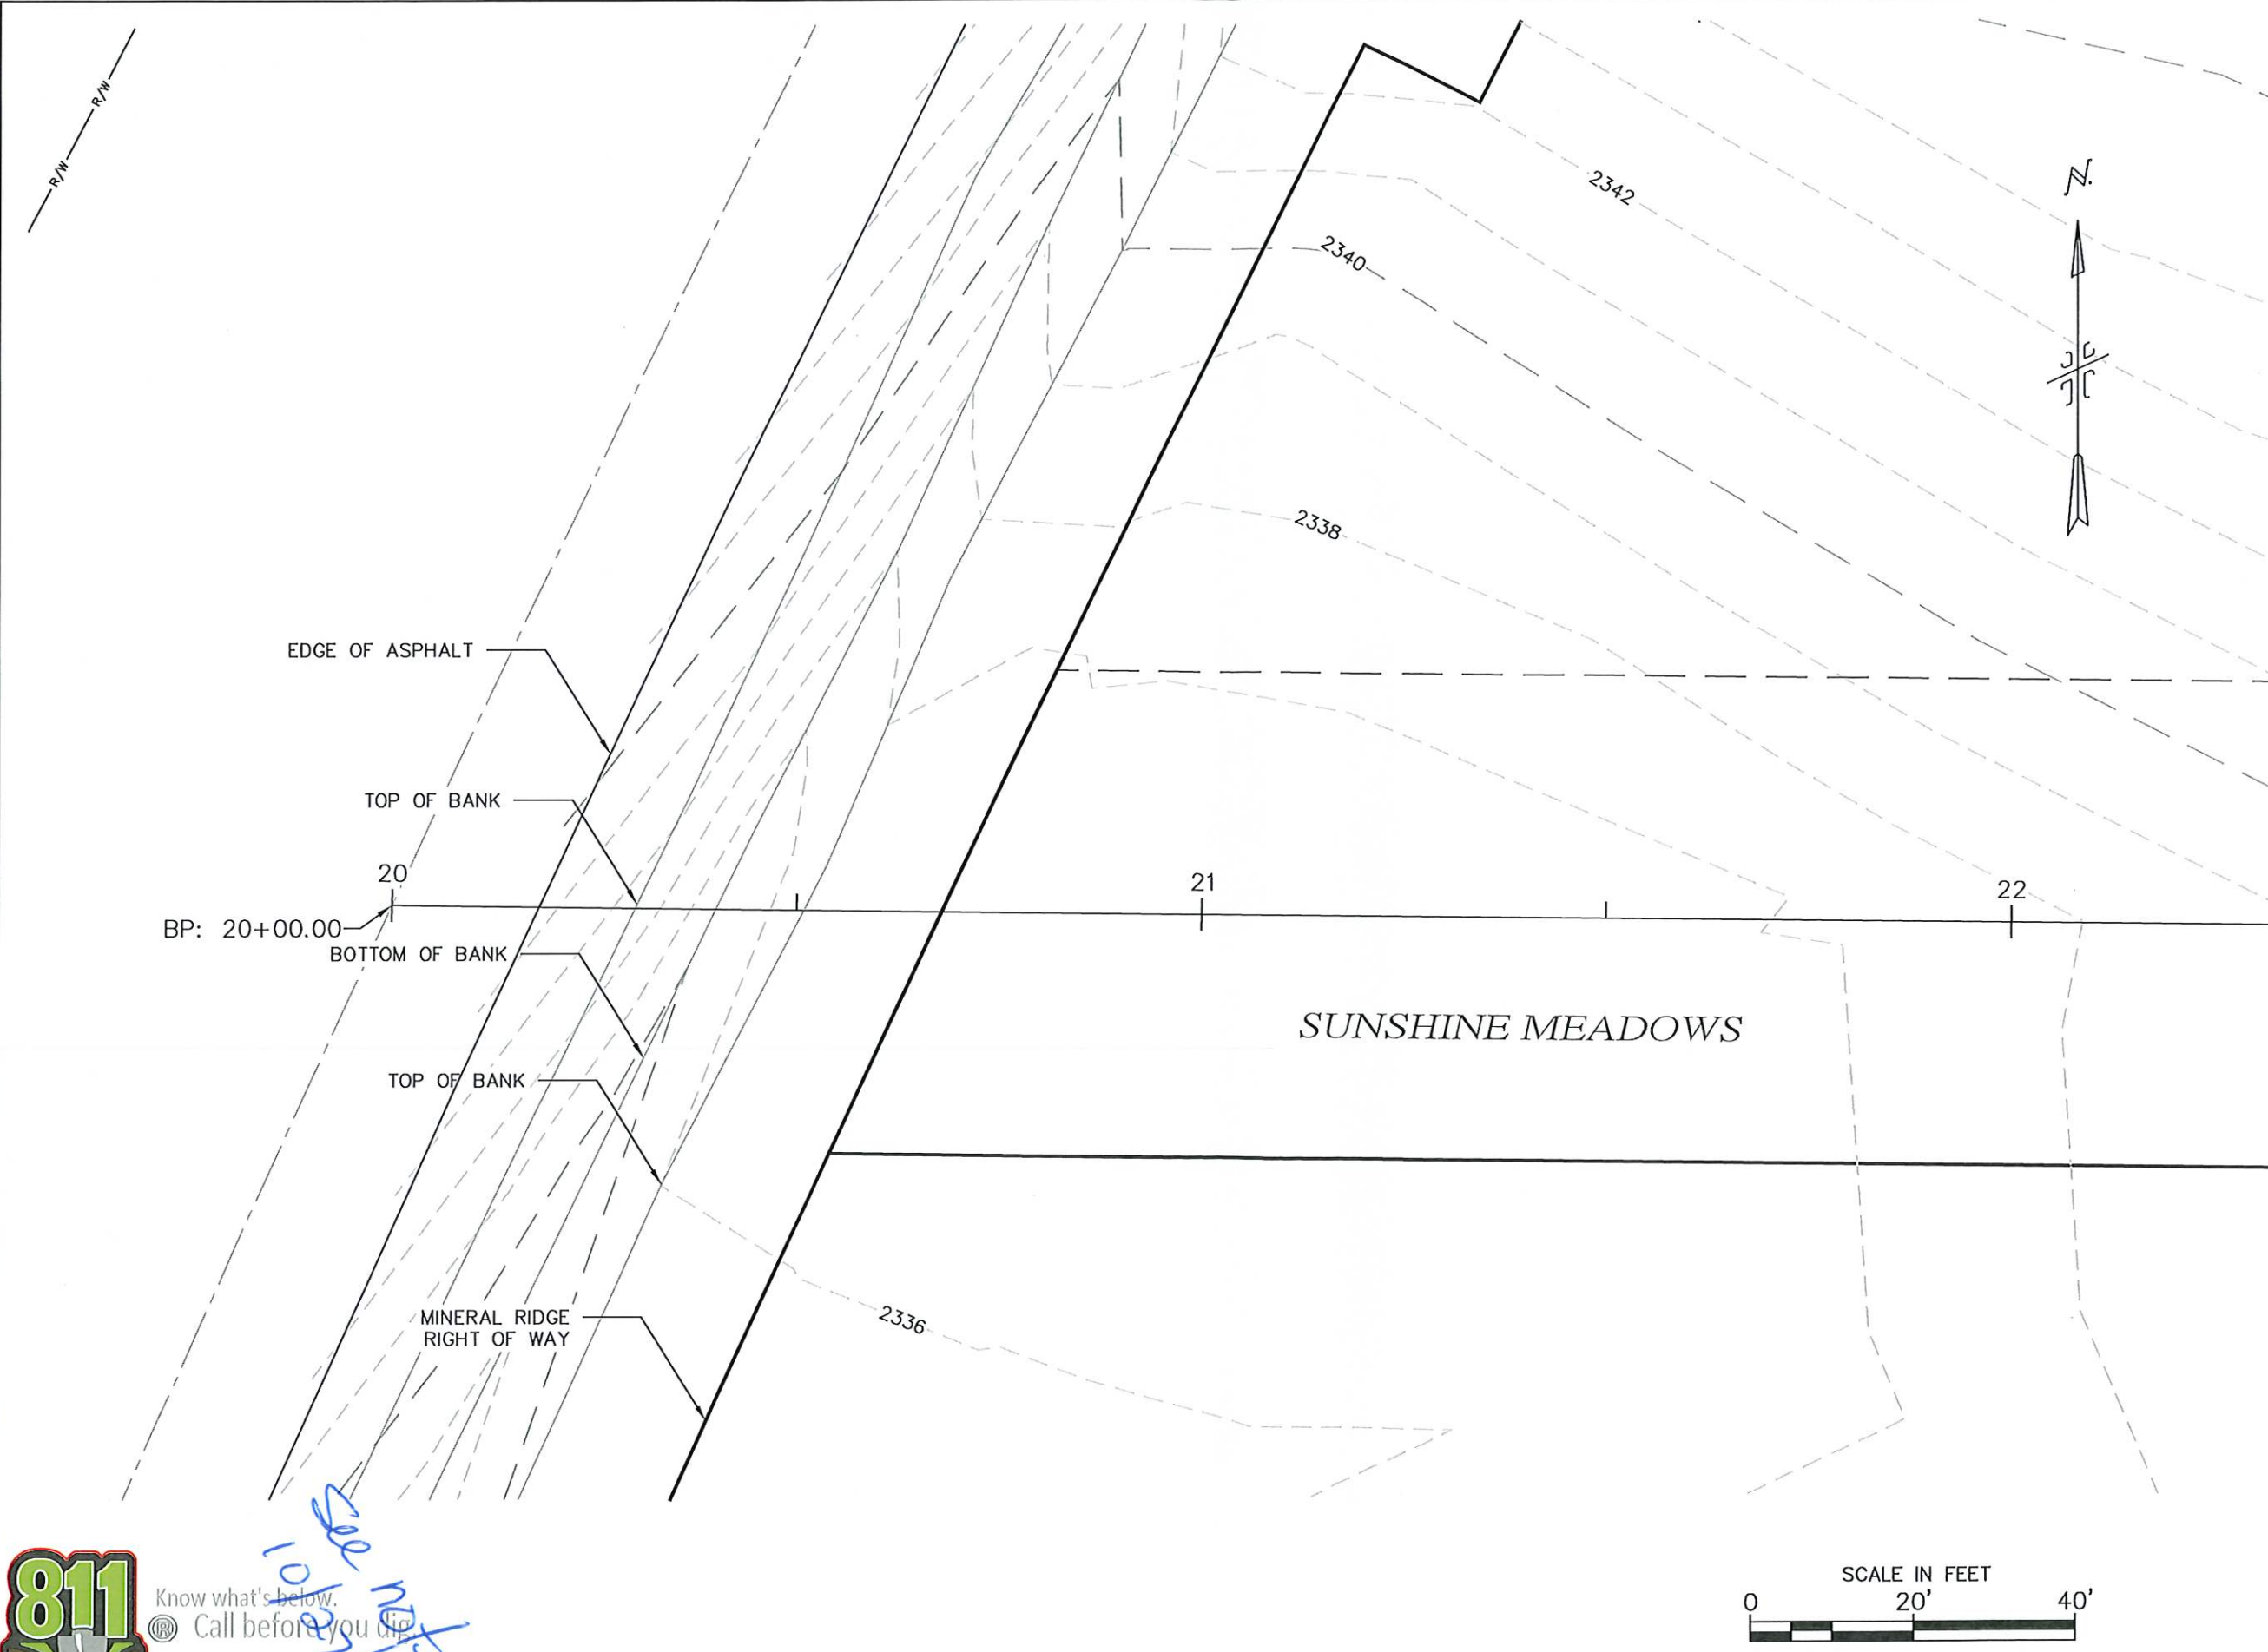 R/W
R/W
N.
2342
2340
2338
EDGE OF ASPHALT
TOP OF BANK
20
21
22
BP: 20+00.00
BOTTOM OF BANK
SUNSHINE MEADOWS
TOP OF BANK
MINERAL RIDGE
RIGHT OF WAY
2336
See
SCALE IN FEET
0 20' 40'
811
Know what's below.
® Call before you dig.